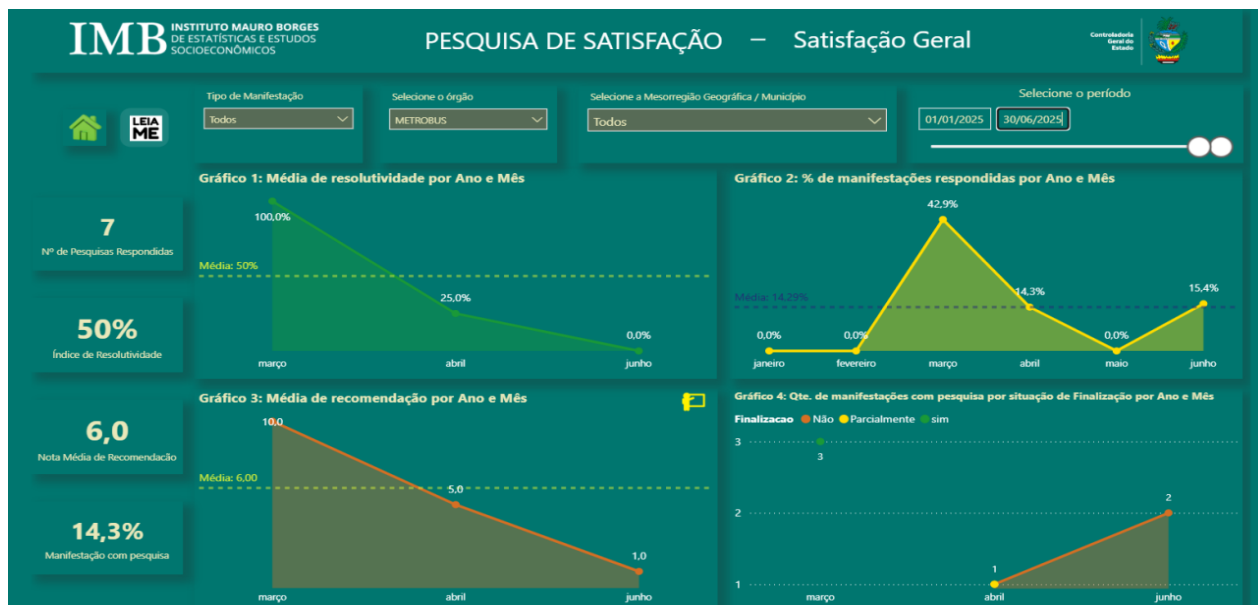 IMB
INSTITUTO MAURO BORGES
DE ESTATÍSTICAS E ESTUDOS
SOCIOECONÔMICOS
PESQUISA DE SATISFAÇÃO – Satisfação Geral
Controladoria
Geral do
Estado
LEIA
MÊ
Tipo de Manifestação
Todos
Selecione o órgão
METROBUS
Selecione a Mesorregião Geográfica / Município
Todos
Selecione o período
01/01/2025
30/06/2025
7
Nº de Pesquisas Respondidas
50%
Índice de Resolutividade
6,0
Nota Média de Recomendacão
14,3%
Manifestação com pesquisa
Gráfico 1: Média de resolutividade por Ano e Mês
100,0%
Média: 50%
25,0%
0,0%
março abril junho
Gráfico 2: % de manifestações respondidas por Ano e Mês
42,9%
Média: 14,29%
14,3%
15,4%
0,0% 0,0% 0,0%
janeiro fevereiro março abril maio junho
Gráfico 3: Média de recomendação por Ano e Mês
10,0
Média: 6,00
5,0
1,0
março abril junho
Gráfico 4: Qte. de manifestações com pesquisa por situação de Finalização por Ano e Mês
Finalizacao Não Parcialmente sim
3
3
2
2
1
1
março abril junho